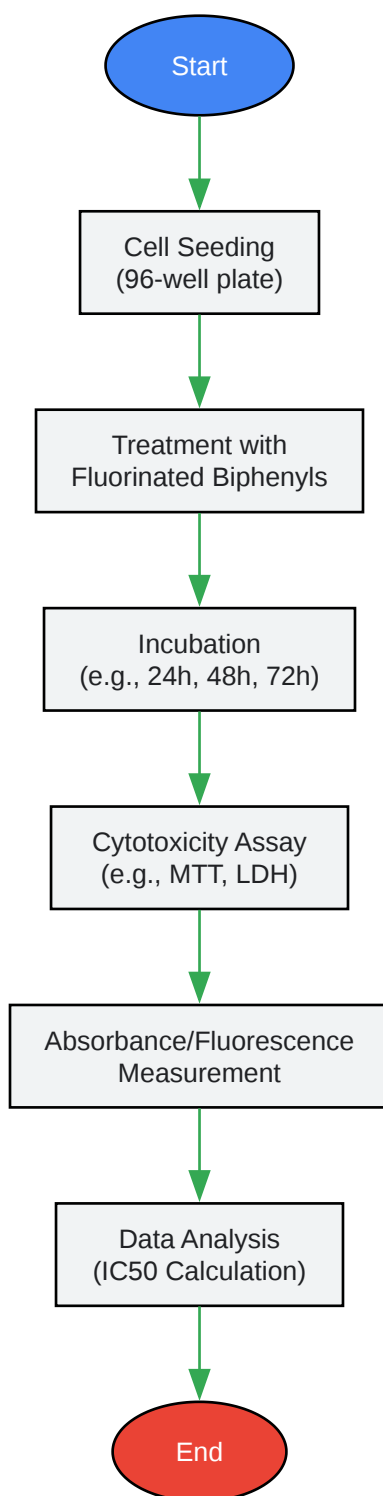 Start
Cell Seeding
(96-well plate)
Treatment with
Fluorinated Biphenyls
Incubation
(e.g., 24h, 48h, 72h)
Cytotoxicity Assay
(e.g., MTT, LDH)
Absorbance/Fluorescence
Measurement
Data Analysis
(IC50 Calculation)
End